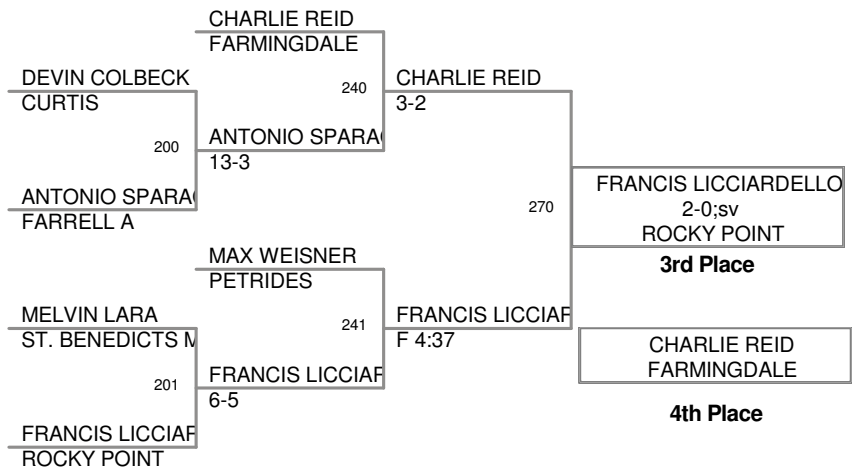 CHARLIE REID
FARMINGDALE
DEVIN COLBECK
CURTIS
240
CHARLIE REID
3-2
200
ANTONIO SPARA
13-3
ANTONIO SPARA
FARRELL A
270
FRANCIS LICCIARDELLO
2-0;sv
ROCKY POINT
3rd Place
MAX WEISNER
PETRIDES
MELVIN LARA
ST. BENEDICTS M
241
FRANCIS LICCIAR
F 4:37
CHARLIE REID
FARMINGDALE
4th Place
201
FRANCIS LICCIAR
6-5
FRANCIS LICCIAR
ROCKY POINT